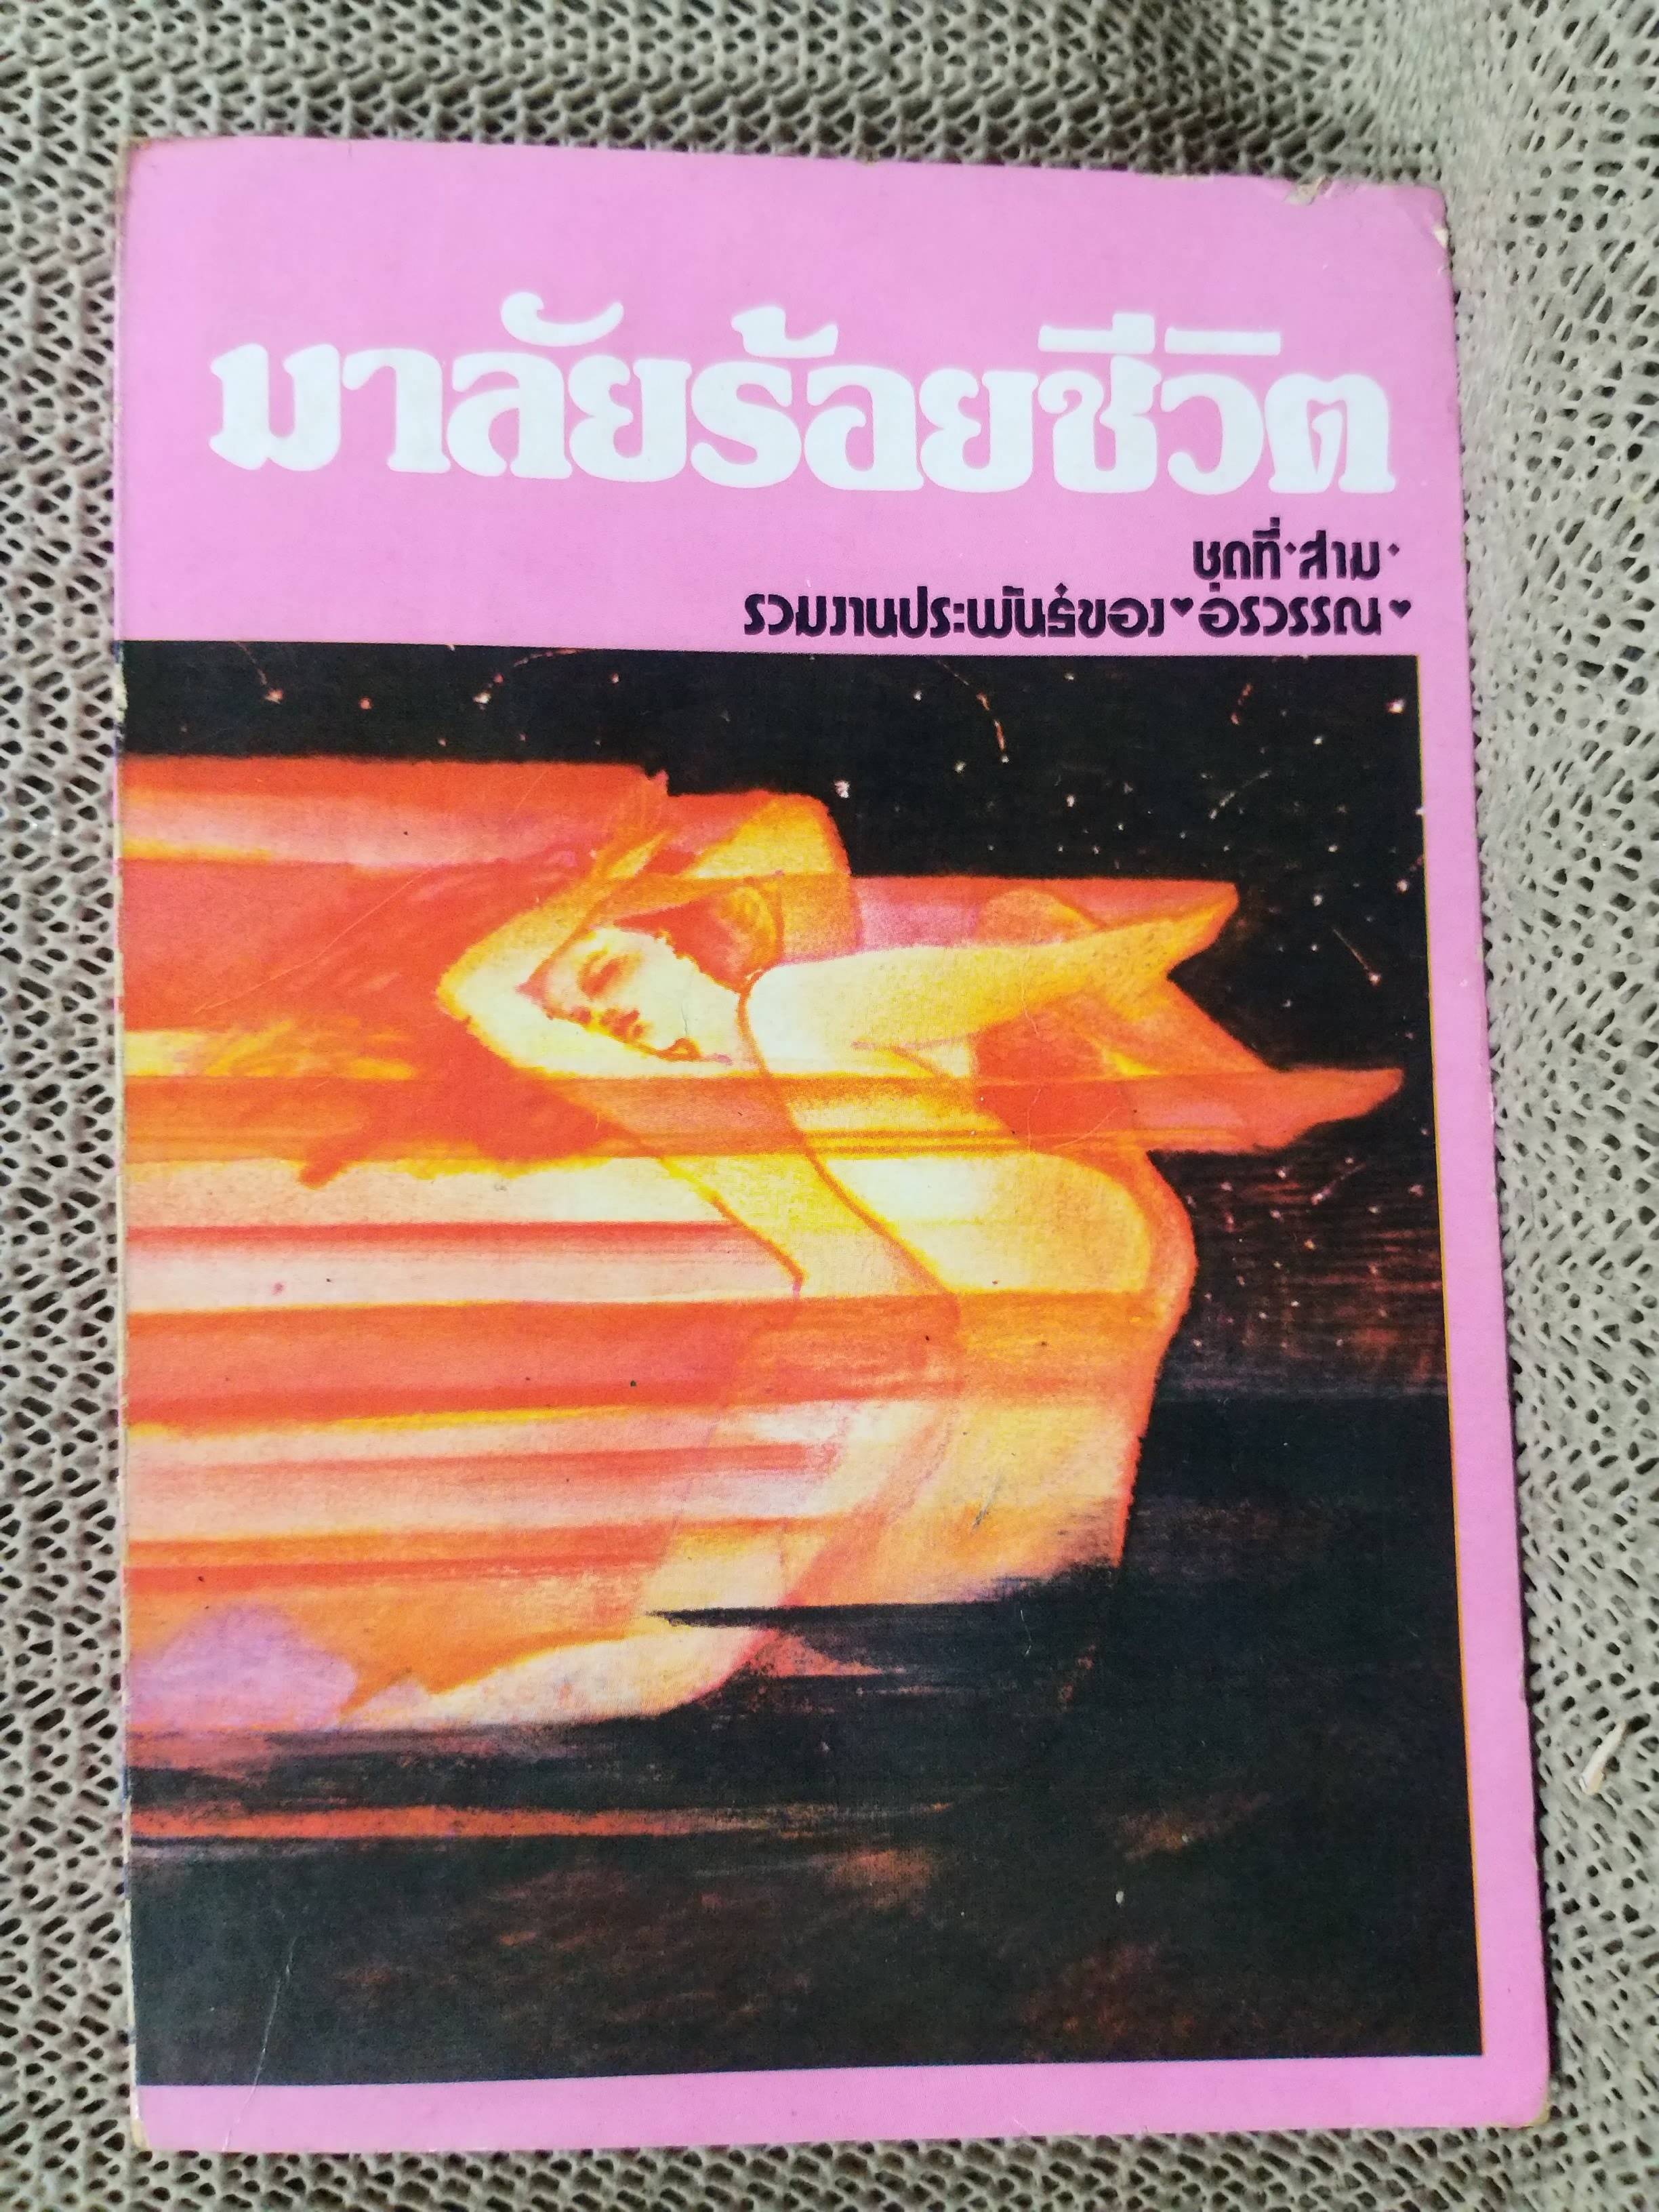 มาลัยร้อยชีวิต
ชุดที่·สาม·
รวมงานประพันธ์ของ♥อรวรรณ♥